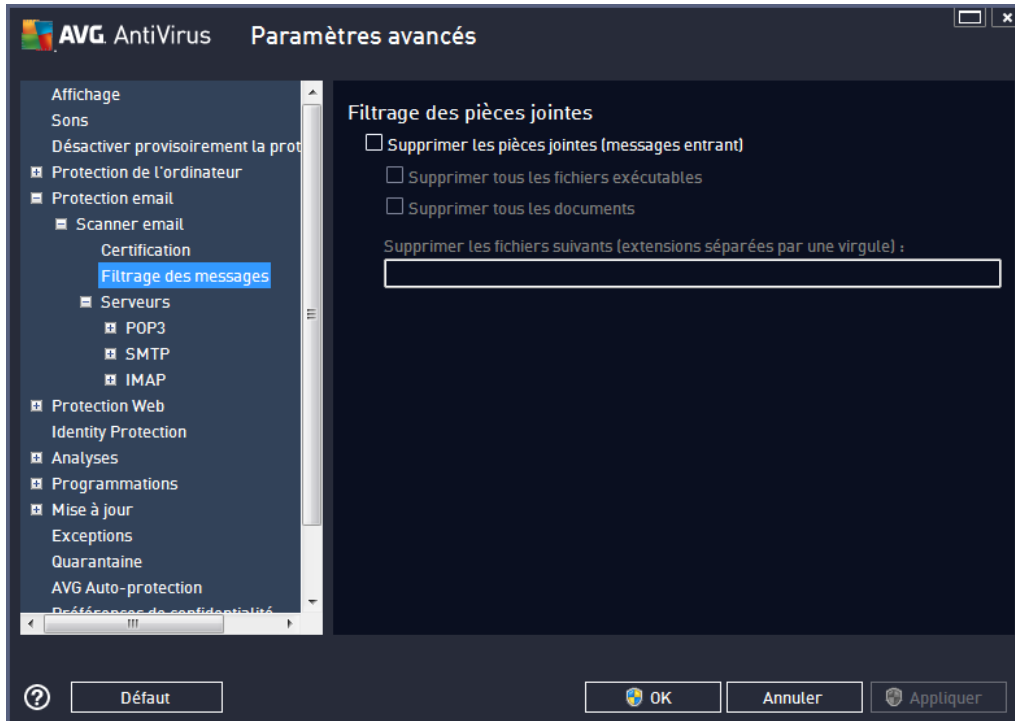 AVG. AntiVirus Paramètres avancés
Affichage
Sons
Désactiver provisoirement la prot
Protection de l'ordinateur
Protection email
Scanner email
Certification
Filtrage des messages
Serveurs
POP3
SMTP
IMAP
Protection Web
Identity Protection
Analyses
Programmations
Mise à jour
Exceptions
Quarantaine
AVG Auto-protection
Préférences de confidentialité
Filtrage des pièces jointes
Supprimer les pièces jointes (messages entrant)
Supprimer tous les fichiers exécutables
Supprimer tous les documents
Supprimer les fichiers suivants (extensions séparées par une virgule) :
? Défaut OK Annuler Appliquer